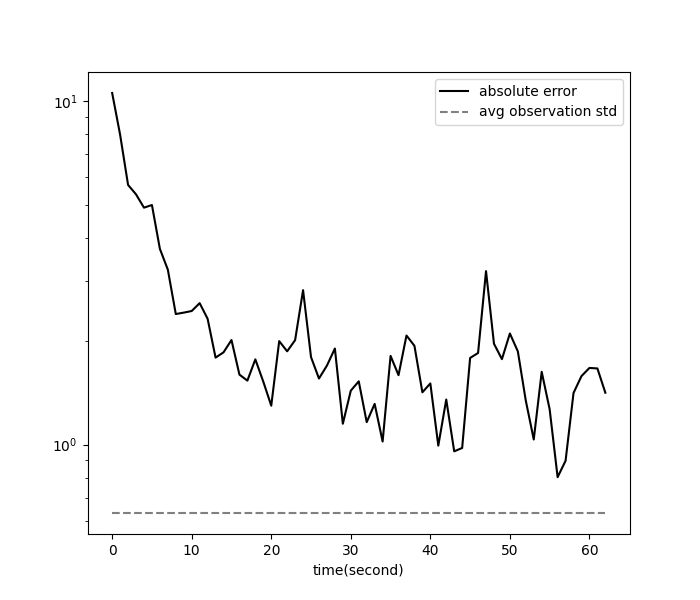 absolute error
avg observation std
10¹
10⁰
0 10 20 30 40 50 60
time(second)